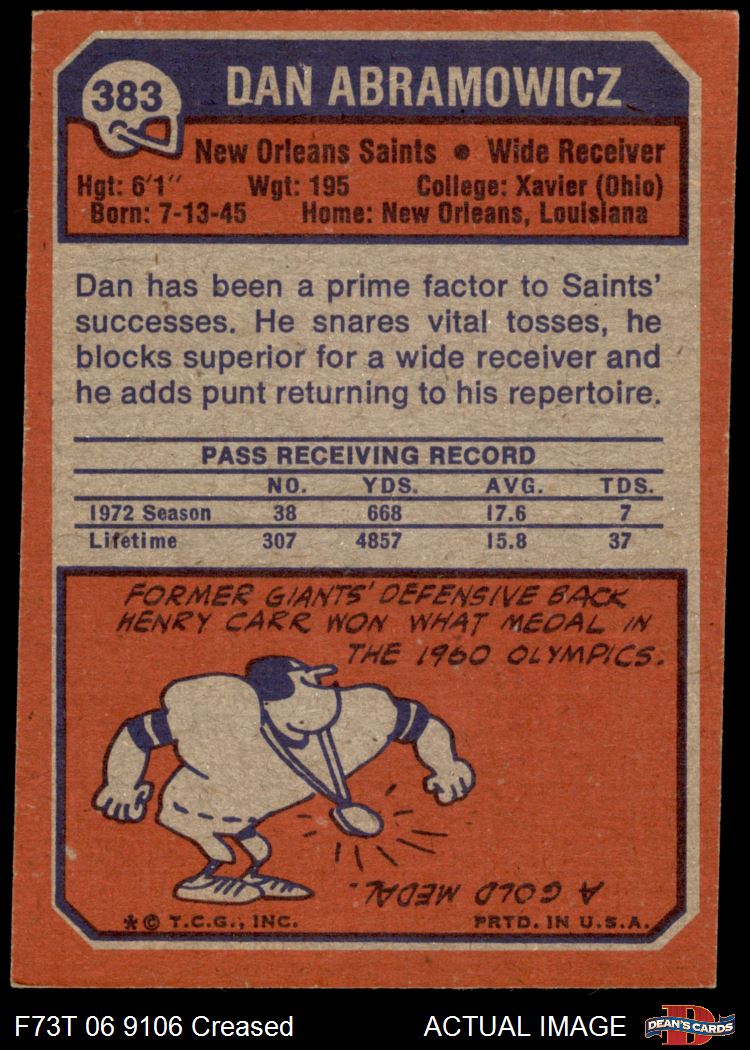 383
DAN ABRAMOWICZ
New Orleans Saints • Wide Receiver
Hgt: 6'1" Wgt: 195 College: Xavier (Ohio)
Born: 7-13-45 Home: New Orleans, Louisiana
Dan has been a prime factor to Saints'
successes. He snares vital tosses, he
blocks superior for a wide receiver and
he adds punt returning to his repertoire.
PASS RECEIVING RECORD
NO. YDS. AVG. TDS.
1972 Season 38 668 17.6 7
Lifetime 307 4857 15.8 37
FORMER GIANTS' DEFENSIVE BACK
HENRY CARR WON WHAT MEDAL IN
THE 1960 OLYMPICS.
A GOLD MEDAL.
* © T.C.G., INC. PRTD. IN U.S.A.
F73T 06 9106 Creased ACTUAL IMAGE
D
DEAN'S CARDS